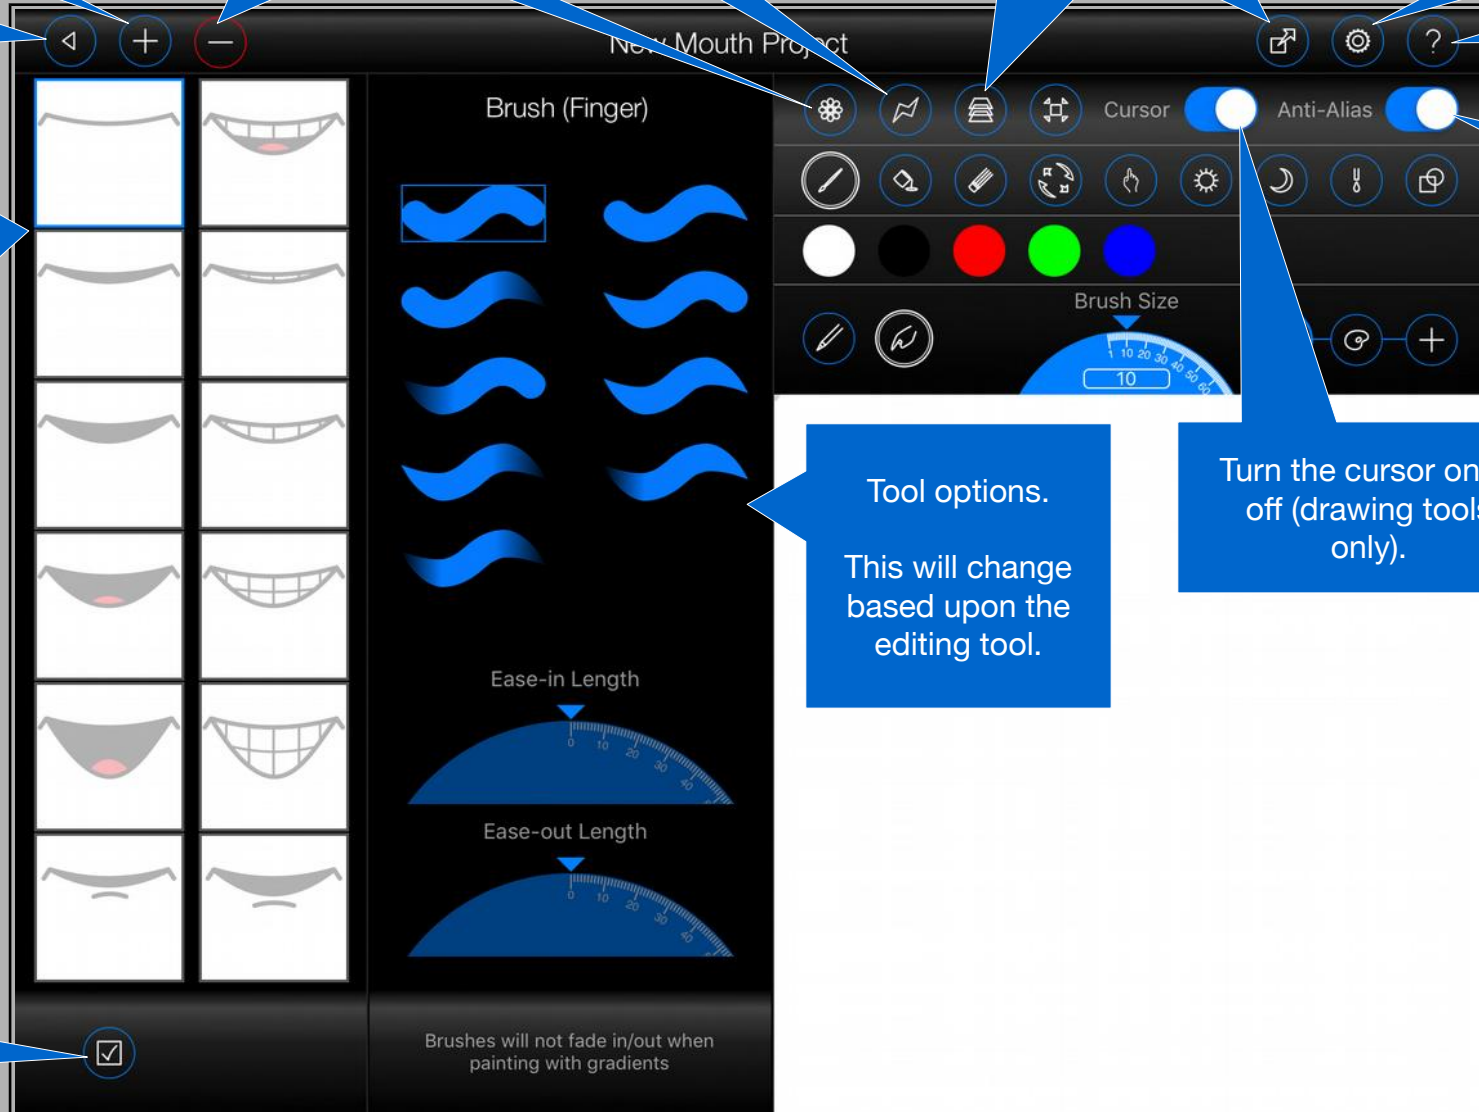 New Mouth Project
Brush (Finger)
Cursor
Anti-Alias
Brush Size
1 10 20 30 40 50 60
10
Tool options.
This will change
based upon the
editing tool.
Turn the cursor on
off (drawing tools
only).
Ease-in Length
0 10 20 30 40
Ease-out Length
0 10 20 30 40
Brushes will not fade in/out when
painting with gradients